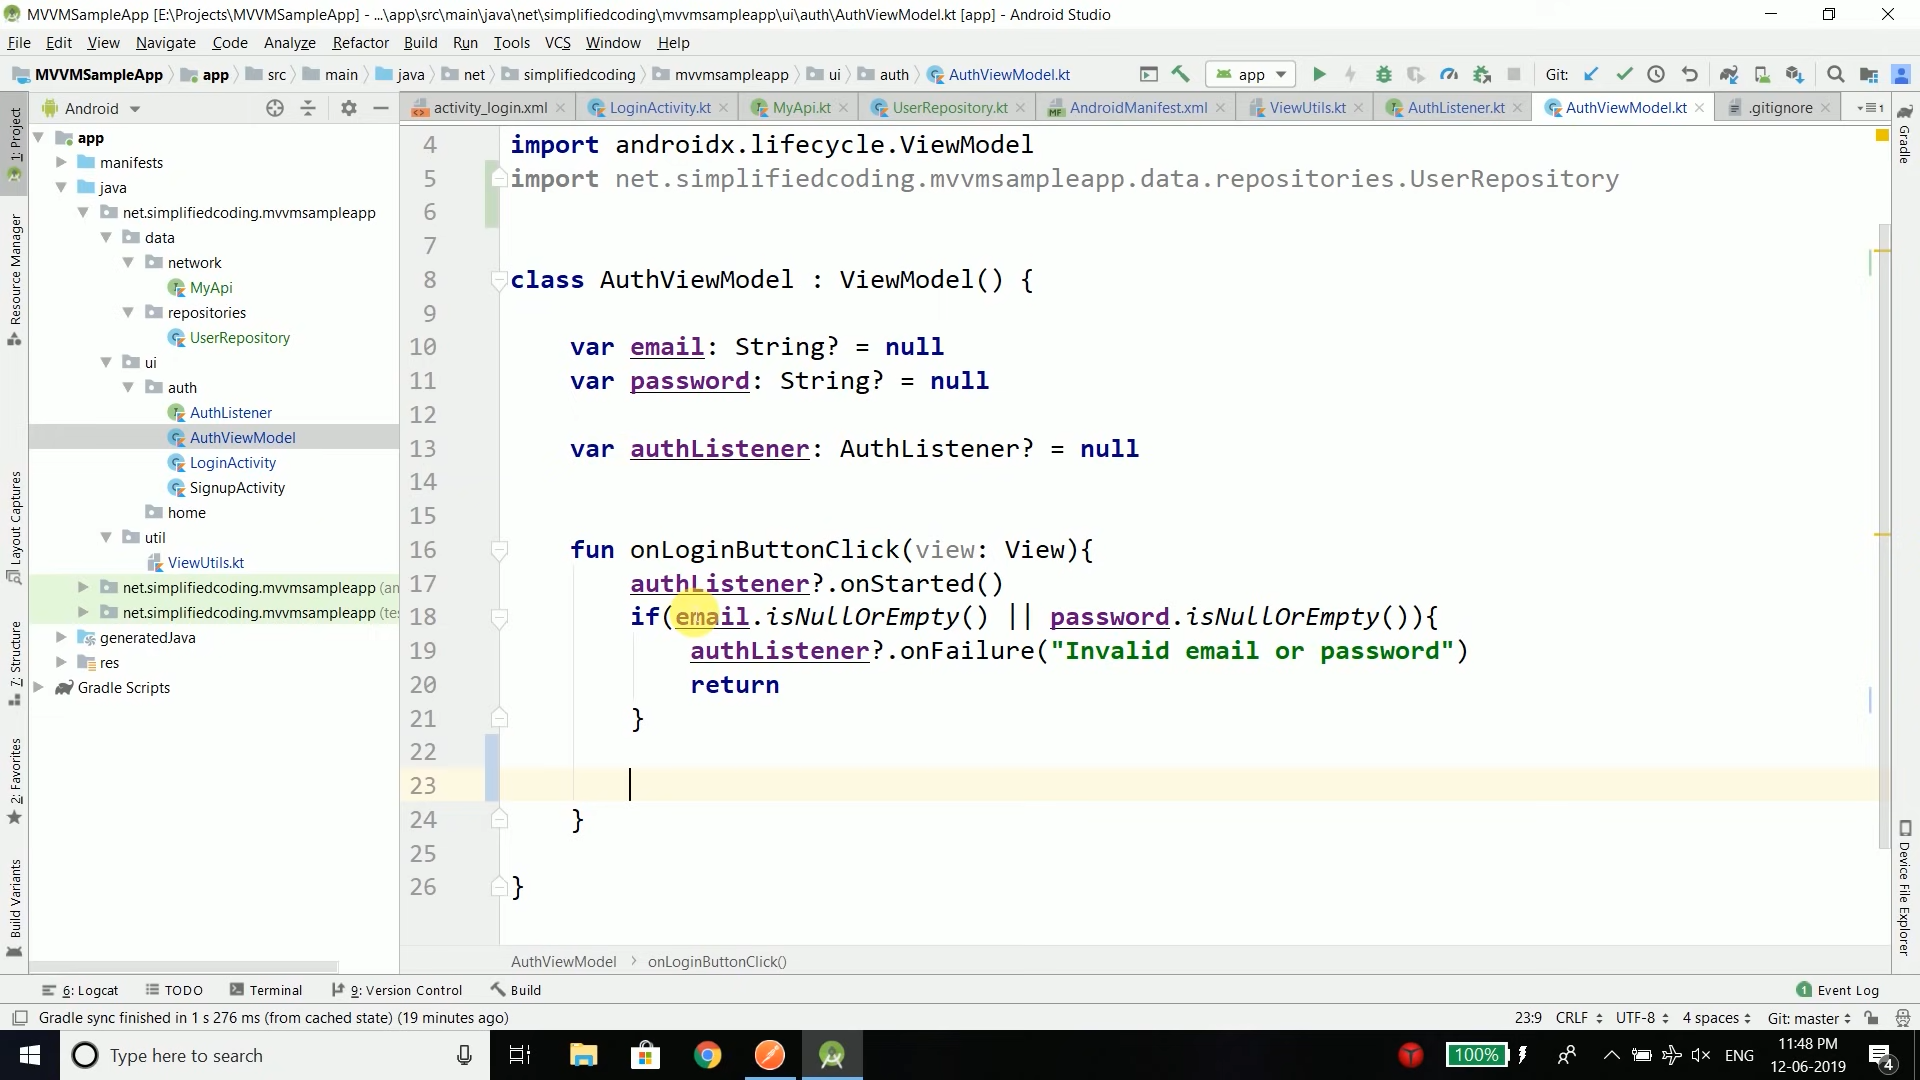 MVVMSampleApp [E:\Projects\MVVMSampleApp] - ...\app\src\main\java\net\simplifiedcoding\mvvmsampleapp\ui\auth\AuthViewModel.kt [app] - Android Studio
File Edit View Navigate Code Analyze Refactor Build Run Tools VCS Window Help
MVVMSampleApp app src main java net simplifiedcoding mvvmsampleapp ui auth AuthViewModel.kt app Git:
Android
activity_login.xml LoginActivity.kt MyApi.kt UserRepository.kt AndroidManifest.xml ViewUtils.kt AuthListener.kt AuthViewModel.kt .gitignore
1: Project
Resource Manager
Layout Captures
7: Structure
2: Favorites
Build Variants
app
manifests
java
net.simplifiedcoding.mvvmsampleapp
data
network
MyApi
repositories
UserRepository
ui
auth
AuthListener
AuthViewModel
LoginActivity
SignupActivity
home
util
ViewUtils.kt
net.simplifiedcoding.mvvmsampleapp (an
net.simplifiedcoding.mvvmsampleapp (te
generatedJava
res
Gradle Scripts
4 import androidx.lifecycle.ViewModel
5 import net.simplifiedcoding.mvvmsampleapp.data.repositories.UserRepository
6
7
8 class AuthViewModel : ViewModel() {
9
10 var email: String? = null
11 var password: String? = null
12
13 var authListener: AuthListener? = null
14
15
16 fun onLoginButtonClick(view: View){
17 authListener?.onStarted()
18 if(email.isNullOrEmpty() || password.isNullOrEmpty()){
19 authListener?.onFailure("Invalid email or password")
20 return
21 }
22
23
24 }
25
26 }
Gradle
Device File Explorer
AuthViewModel onLoginButtonClick()
6: Logcat TODO Terminal 9: Version Control Build 1 Event Log
Gradle sync finished in 1 s 276 ms (from cached state) (19 minutes ago) 23:9 CRLF UTF-8 4 spaces Git: master
Type here to search 100% ENG 11:48 PM
12-06-2019 4